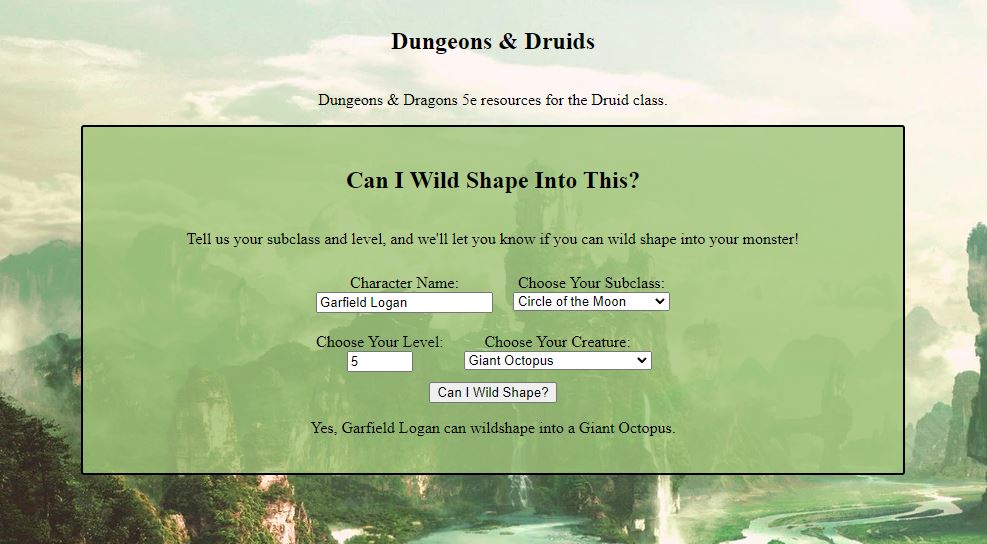 Dungeons & Druids
Dungeons & Dragons 5e resources for the Druid class.
Can I Wild Shape Into This?
Tell us your subclass and level, and we'll let you know if you can wild shape into your monster!
Character Name: Choose Your Subclass:
Garfield Logan Circle of the Moon
Choose Your Level: Choose Your Creature:
5 Giant Octopus
Can I Wild Shape?
Yes, Garfield Logan can wildshape into a Giant Octopus.